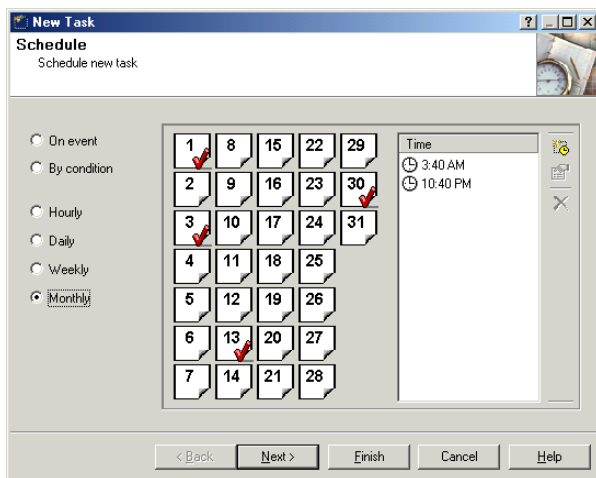 New Task
Schedule
Schedule new task
On event
By condition
Hourly
Daily
Weekly
Monthly
1 8 15 22 29
2 9 16 23 30
3 10 17 24 31
4 11 18 25
5 12 19 26
6 13 20 27
7 14 21 28
Time
3:40 AM
10:40 PM
< Back
Next >
Finish
Cancel
Help